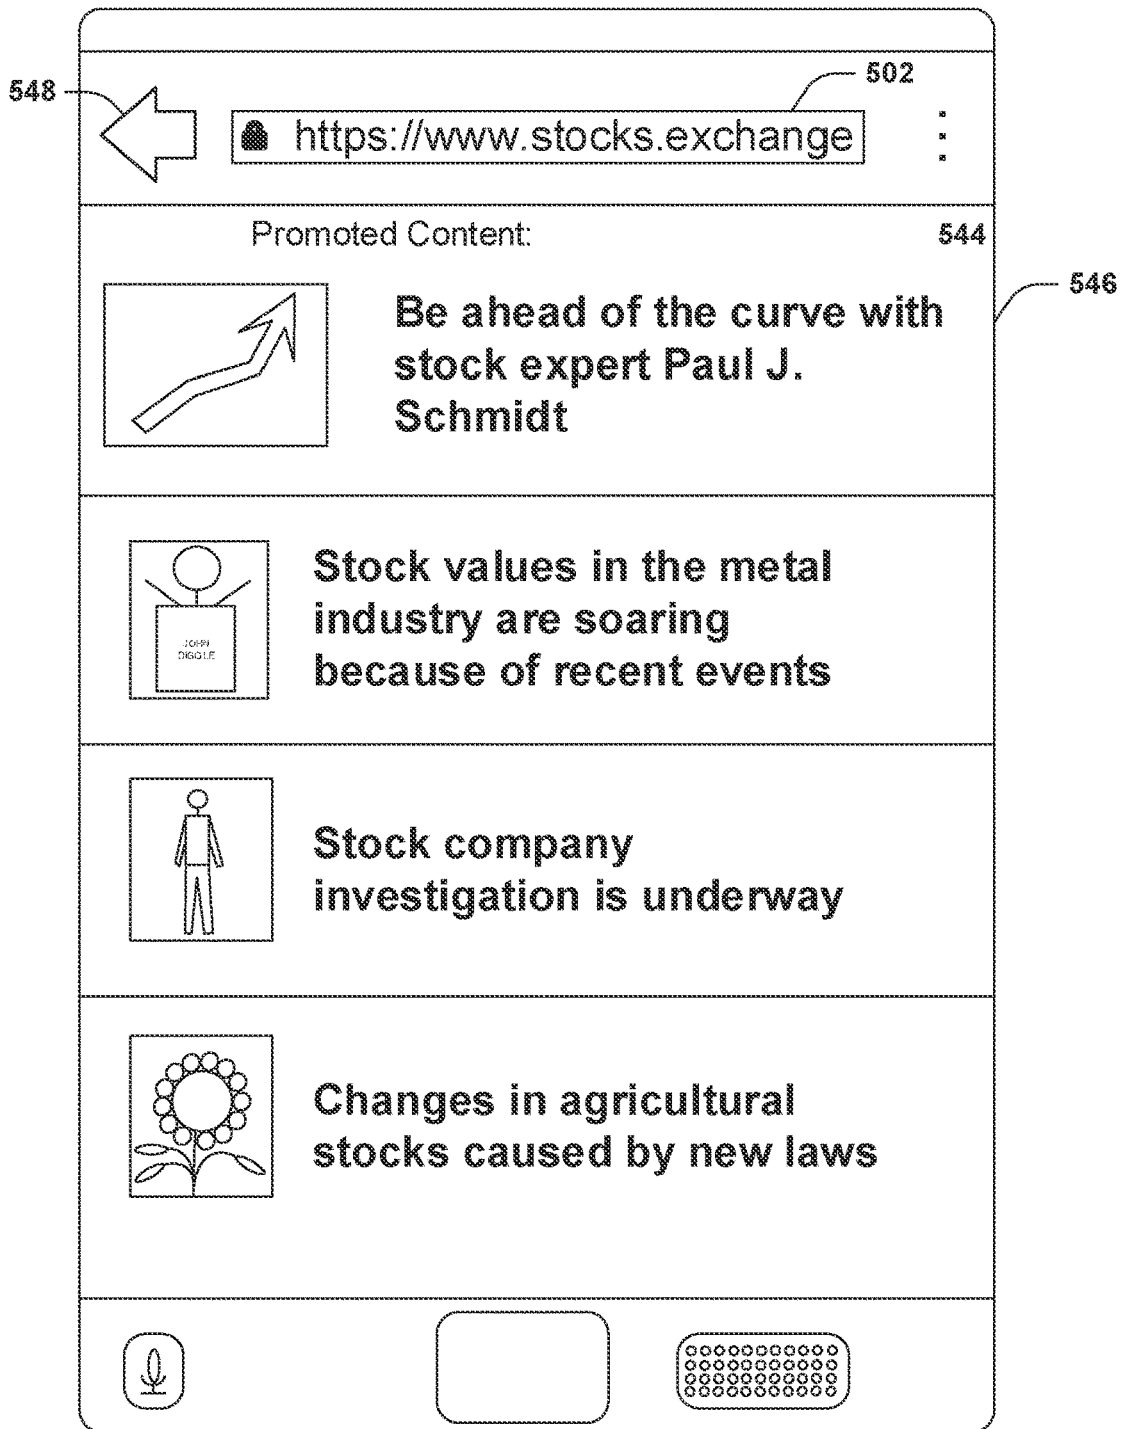 548
502
https://www.stocks.exchange
Promoted Content:
544
546
Be ahead of the curve with
stock expert Paul J.
Schmidt
Stock values in the metal
industry are soaring
because of recent events
JOHN
DIGGLE
Stock company
investigation is underway
Changes in agricultural
stocks caused by new laws